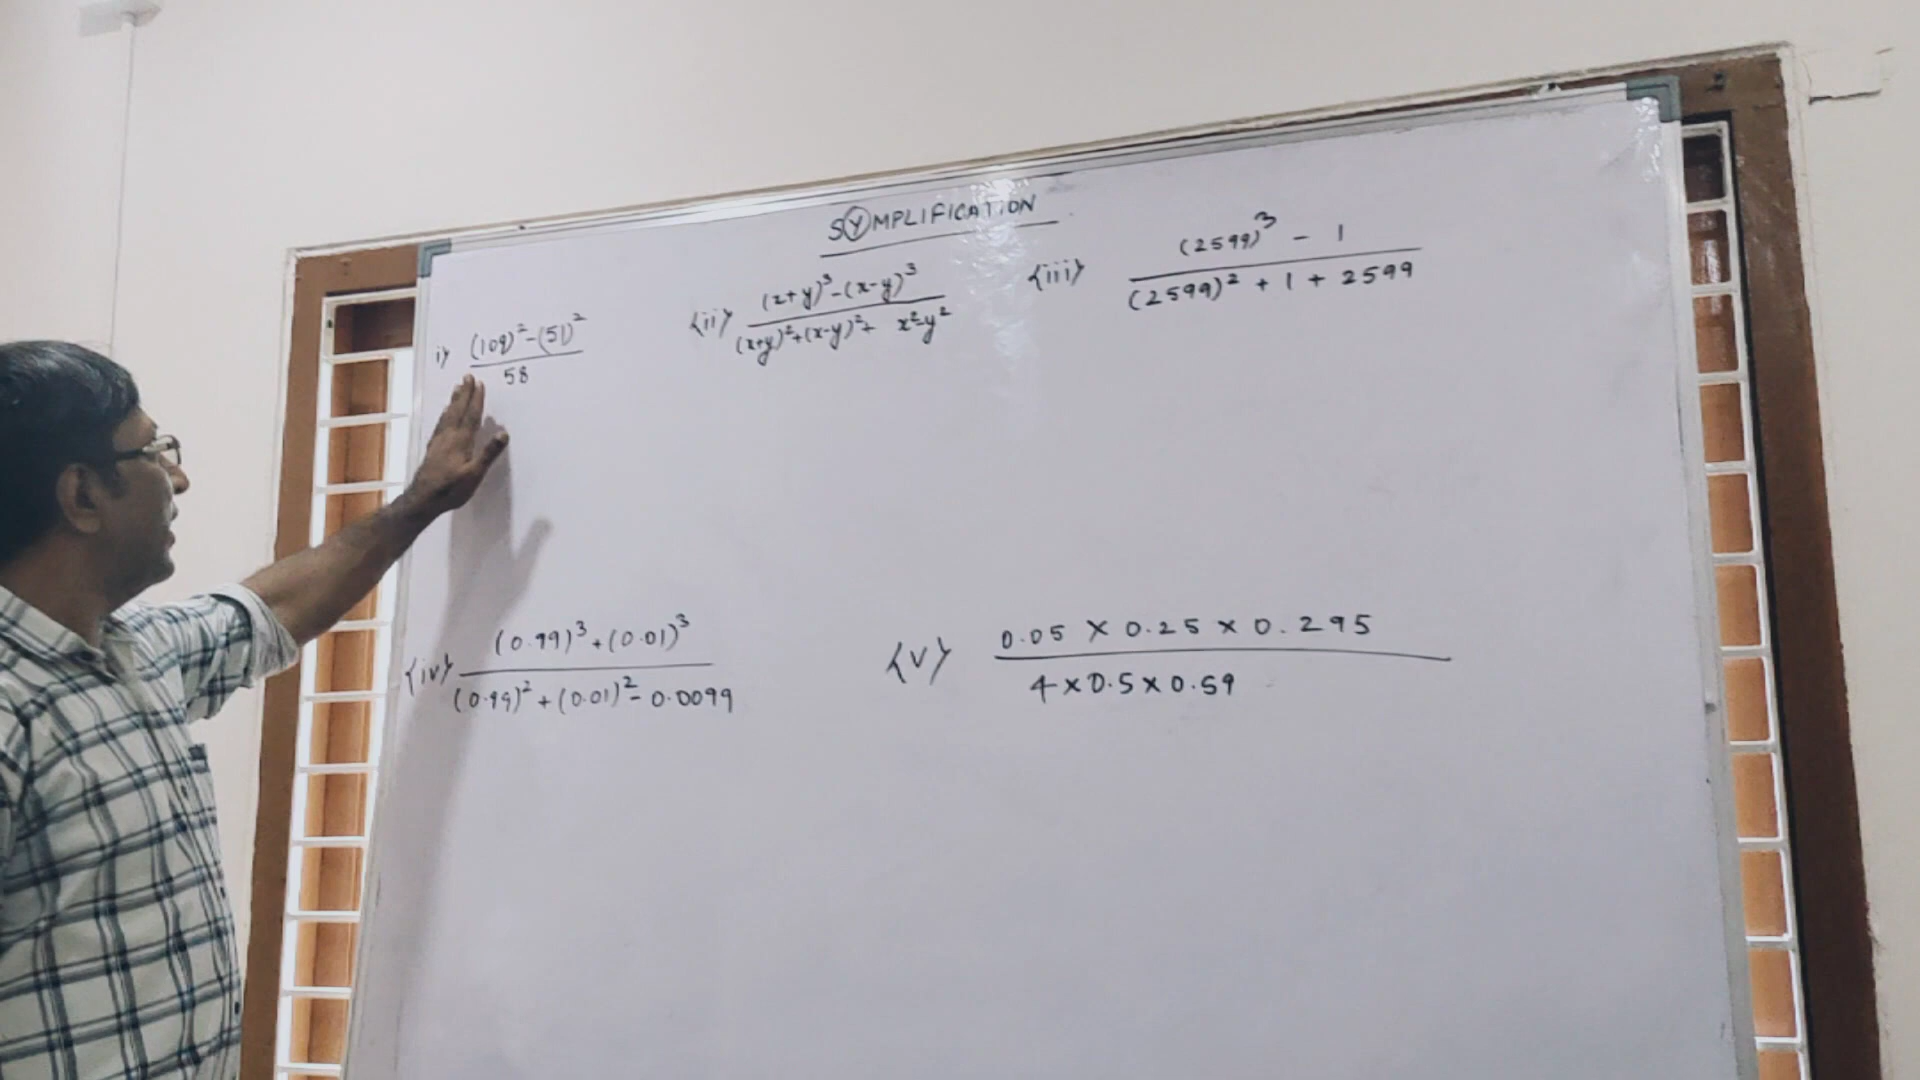 SYMPLIFICATION
i) (109)² - (51)² / 58
(ii) (x+y)³ - (x-y)³ / (x+y)² + (x-y)² + x²-y²
(iii) (2599)³ - 1 / (2599)² + 1 + 2599
(iv) (0.99)³ + (0.01)³ / (0.99)² + (0.01)² - 0.0099
(v) 0.05 × 0.25 × 0.295 / 4 × 0.5 × 0.59